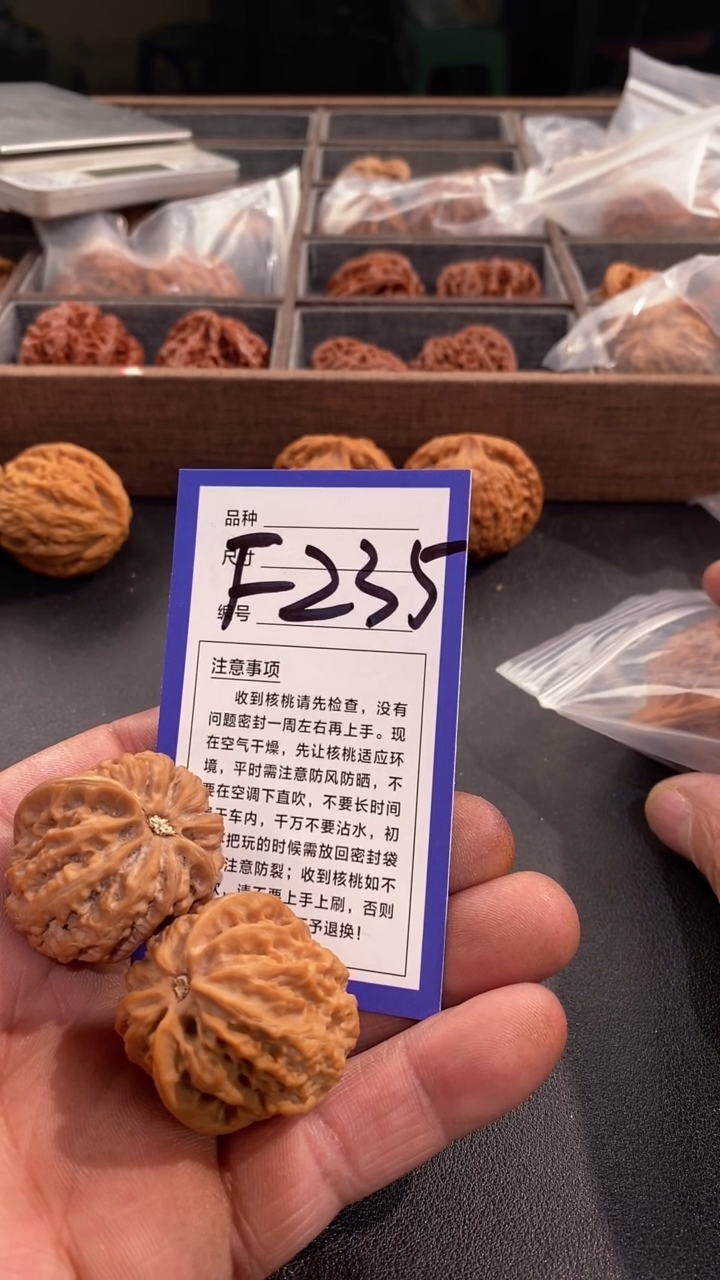 品种
尺寸
F235
编号
注意事项
收到核桃请先检查，没有
问题密封一周左右再上手。现
在空气干燥，先让核桃适应环
境，平时需注意防风防晒，不
要在空调下直吹，不要长时间
于车内，千万不要沾水，初
把玩的时候需放回密封袋
注意防裂；收到核桃如不
，请不要上手上刷，否则
予退换！